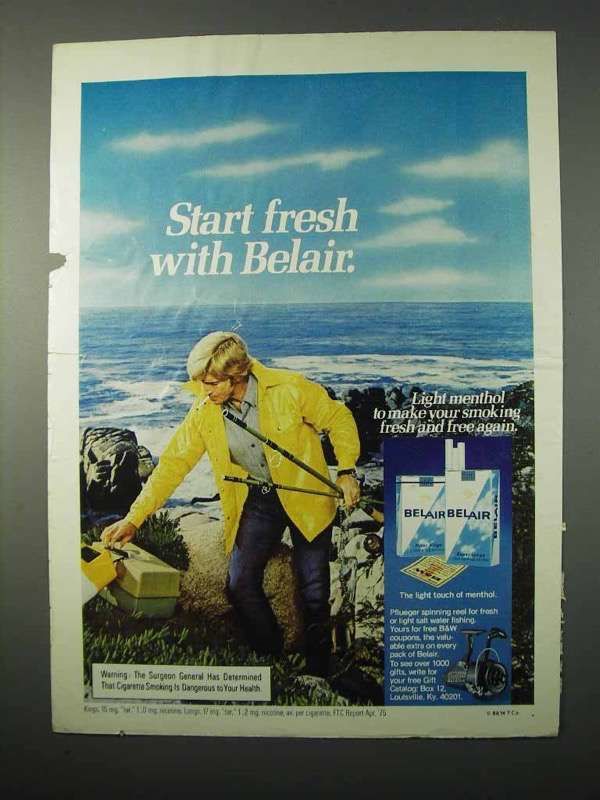 Start fresh
with Belair.
Light menthol
to make your smoking
fresh and free again.
BELAIR
BELAIR
BELAIR
The light touch of menthol.
Pflueger spinning reel for fresh
or light salt water fishing.
Yours for free B&W
coupons, the valu-
able extra on every
pack of Belair.
To see over 1000
gifts, write for
your free Gift
Catalog: Box 12,
Louisville, Ky. 40201.
Warning: The Surgeon General Has Determined
That Cigarette Smoking Is Dangerous to Your Health.
Kings, 15 mg. "tar," 1.0 mg. nicotine; Longs, 17 mg. "tar," 1.2 mg. nicotine, av. per cigarette, FTC Report Apr. '75
© B&W T Co.